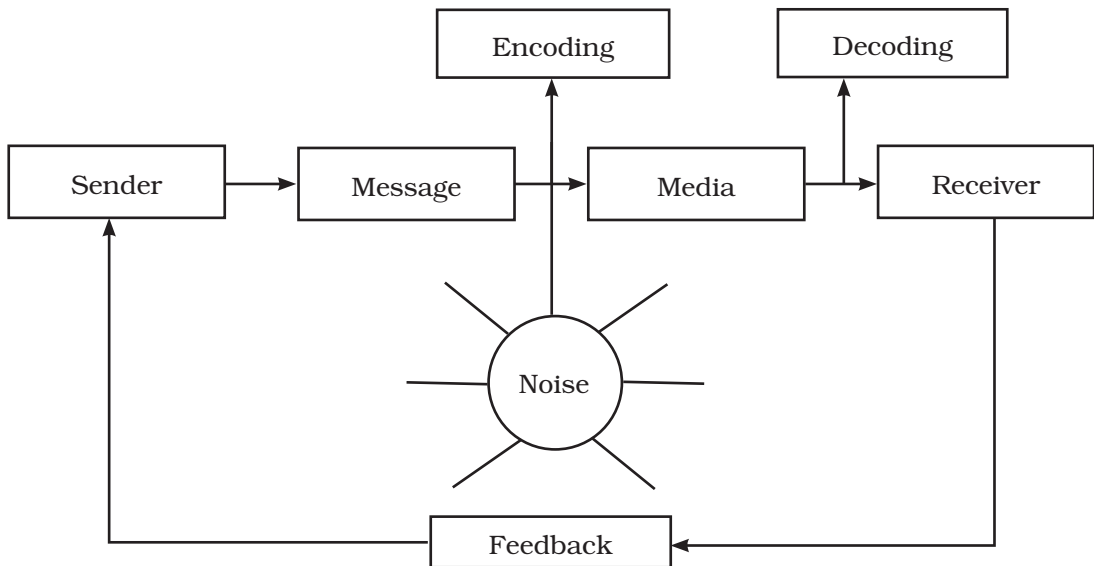 Encoding
Decoding
Sender
Message
Media
Receiver
Noise
Feedback